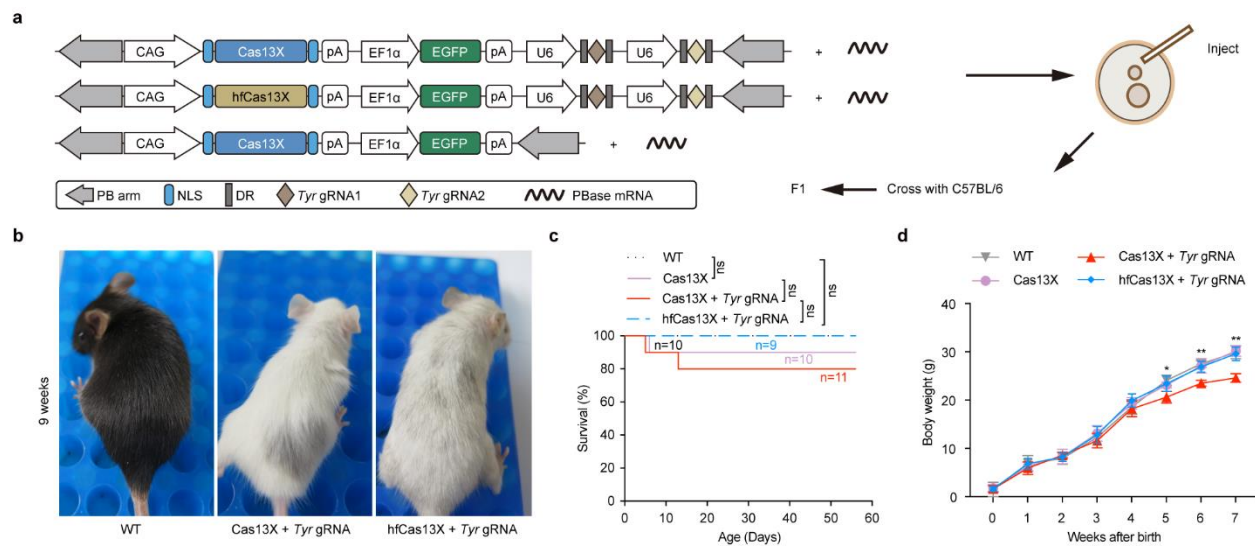 a
CAG Cas13X pA EF1α EGFP pA U6 U6 +
Inject
CAG hfCas13X pA EF1α EGFP pA U6 U6 +
CAG Cas13X pA EF1α EGFP pA +
PB arm NLS DR Tyr gRNA1 Tyr gRNA2 PBase mRNA
F1 Cross with C57BL/6
b
9 weeks
WT Cas13X + Tyr gRNA hfCas13X + Tyr gRNA
c
WT
Cas13X
Cas13X + Tyr gRNA
hfCas13X + Tyr gRNA
ns
ns
ns
ns
Survival (%)
100
80
60
40
20
0
n=10 n=9
n=10
n=11
0 10 20 30 40 50 60
Age (Days)
d
WT Cas13X + Tyr gRNA
Cas13X hfCas13X + Tyr gRNA
Body weight (g)
40
30
20
10
0
* ** **
0 1 2 3 4 5 6 7
Weeks after birth